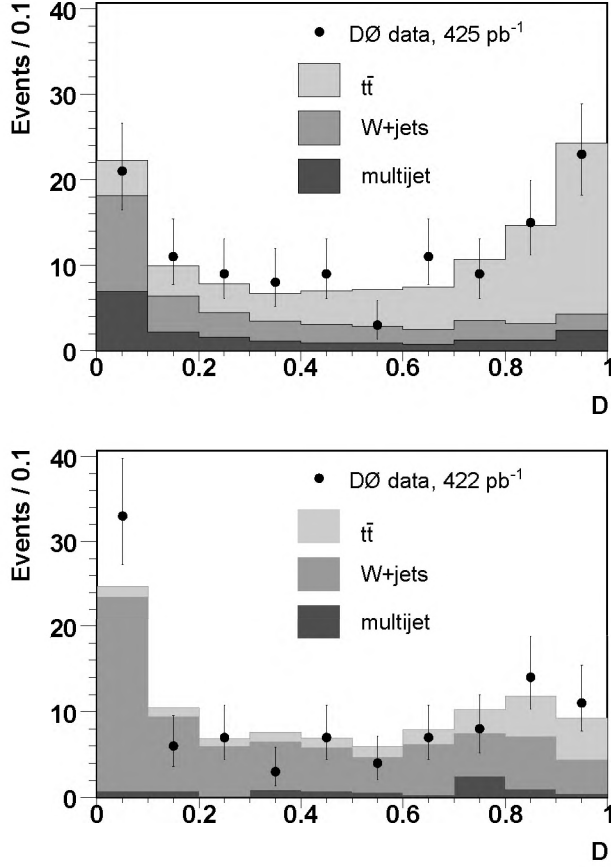 Events / 0.1
40
30
20
10
0
DØ data, 425 pb⁻¹
tt̄
W+jets
multijet
0 0.2 0.4 0.6 0.8 1
D
Events / 0.1
40
30
20
10
0
DØ data, 422 pb⁻¹
tt̄
W+jets
multijet
0 0.2 0.4 0.6 0.8 1
D